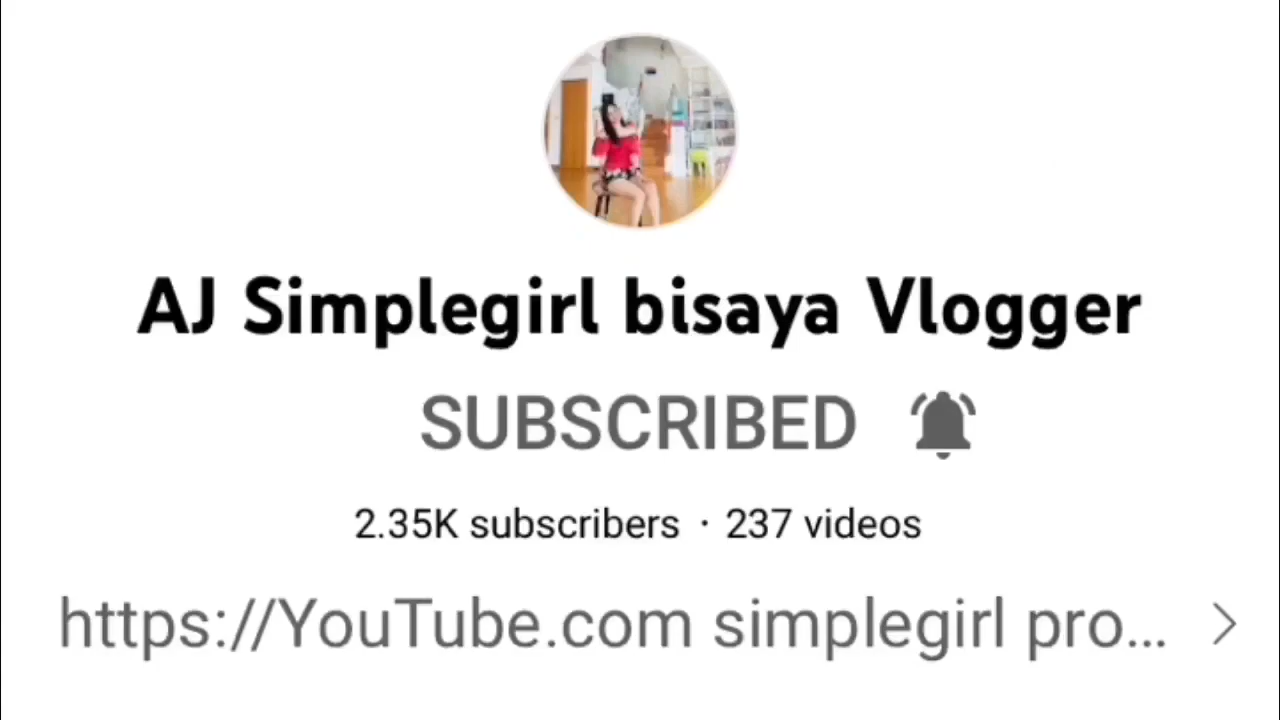 AJ Simplegirl bisaya Vlogger
SUBSCRIBED
2.35K subscribers · 237 videos
https://YouTube.com simplegirl pro...